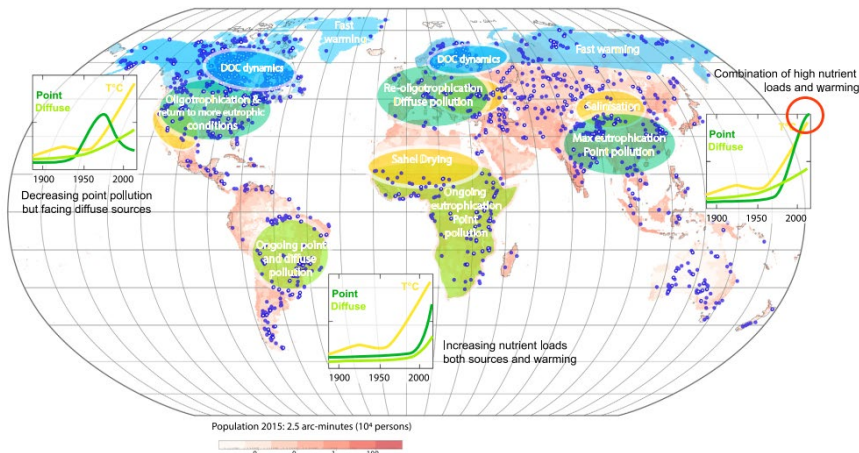 Fast
warming
Fast warming
DOC dynamics
DOC dynamics
Combination of high nutrient
loads and warming
Point
Diffuse
T°C
1900
1950
2000
Decreasing point pollution
but facing diffuse sources
Oligotrophication &
return to more eutrophic
conditions
Re-oligotrophication
Diffuse pollution
Salinization
Max eutrophication
Point pollution
Point
Diffuse
1900
1950
2000
Sahel Drying
Ongoing
eutrophication
Point
pollution
Ongoing point
and diffuse
pollution
Point
Diffuse
T°C
1900
1950
2000
Increasing nutrient loads
both sources and warming
Population 2015: 2.5 arc-minutes (10⁴ persons)